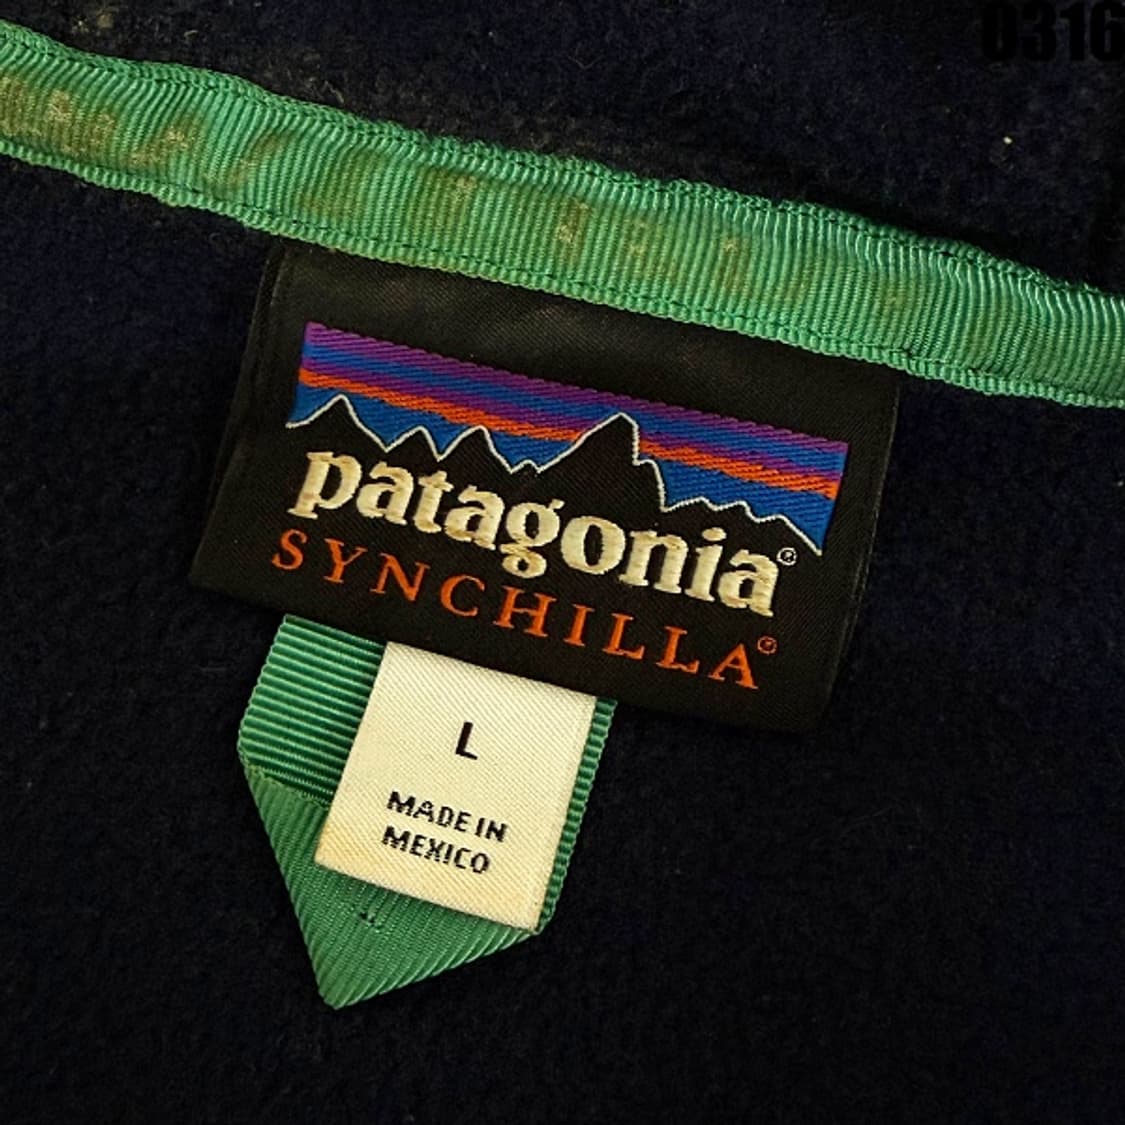 0316
patagonia®
SYNCHILLA®
L
MADE IN
MEXICO